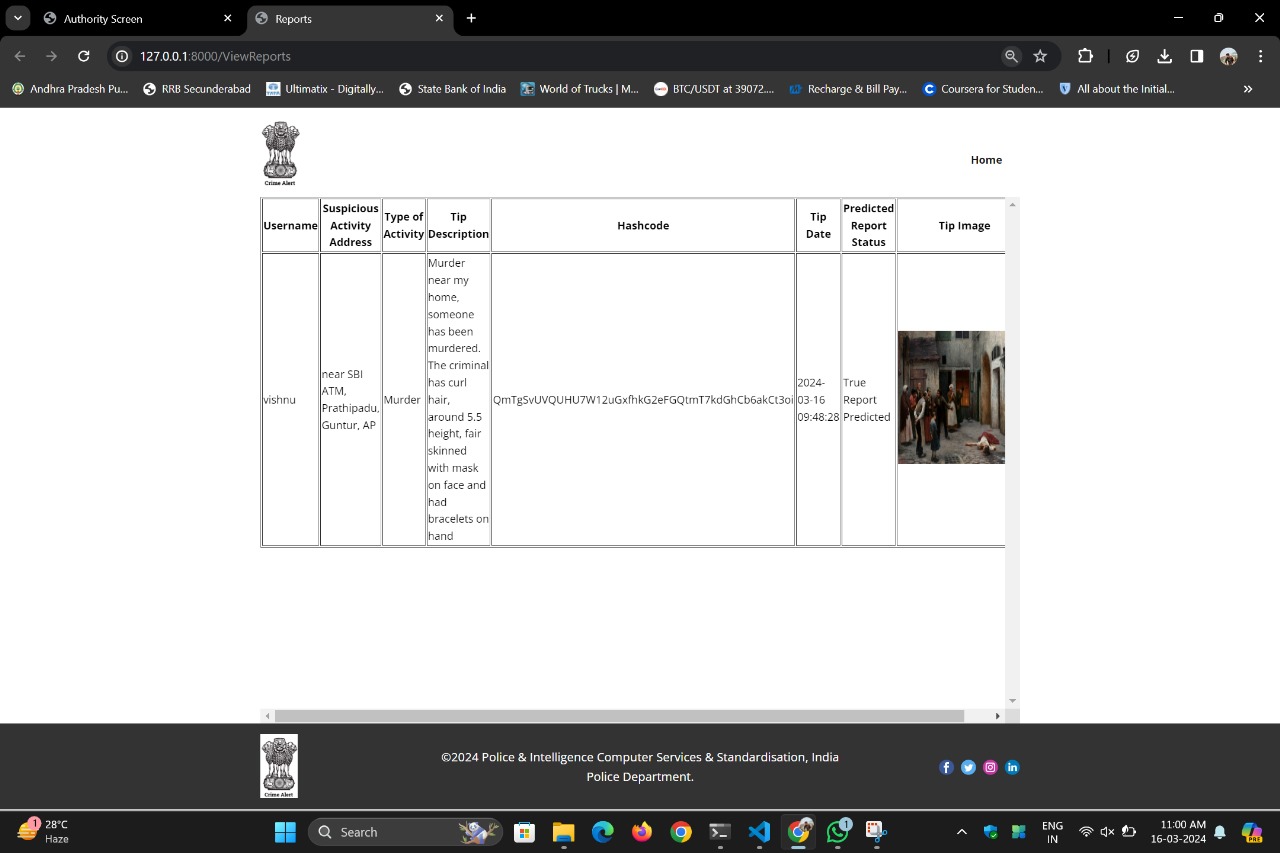 Authority Screen
Reports
127.0.0.1:8000/ViewReports
Andhra Pradesh Pu...
RRB Secunderabad
Ultimatix - Digitally...
State Bank of India
World of Trucks | M...
BTC/USDT at 39072....
Recharge & Bill Pay...
Coursera for Studen...
All about the Initial...
Crime Alert
Home
Username
Suspicious
Activity
Address
Type of
Activity
Tip
Description
Hashcode
Tip
Date
Predicted
Report
Status
Tip Image
vishnu
near SBI
ATM,
Prathipadu,
Guntur, AP
Murder
Murder
near my
home,
someone
has been
murdered.
The criminal
has curl
hair,
around 5.5
height, fair
skinned
with mask
on face and
had
bracelets on
hand
QmTgSvUVQUHU7W12uGxfhkG2eFGQtmT7kdGhCb6akCt3oi
2024-
03-16
09:48:28
True
Report
Predicted
Crime Alert
©2024 Police & Intelligence Computer Services & Standardisation, India
Police Department.
1
28°C
Haze
Search
1
ENG
IN
11:00 AM
16-03-2024
PRE